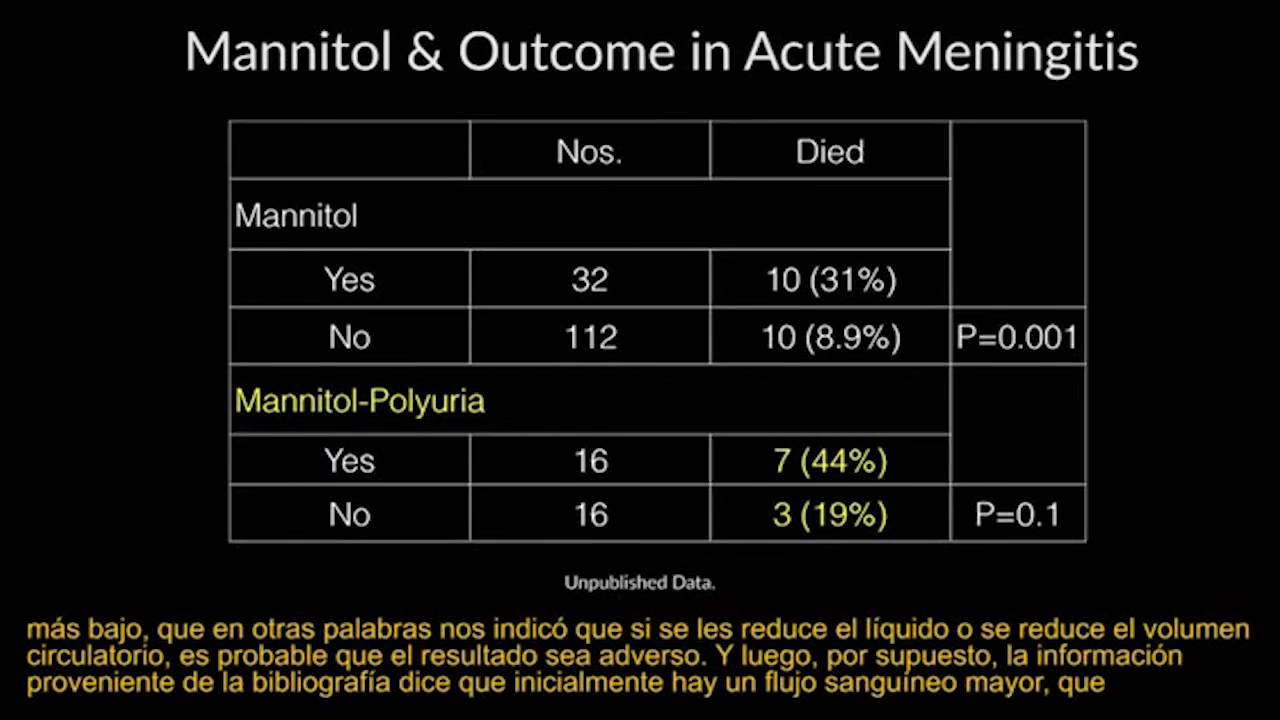 Mannitol & Outcome in Acute Meningitis
Nos. Died
Mannitol
Yes 32 10 (31%)
No 112 10 (8.9%) P=0.001
Mannitol-Polyuria
Yes 16 7 (44%)
No 16 3 (19%) P=0.1
Unpublished Data.
más bajo, que en otras palabras nos indicó que si se les reduce el líquido o se reduce el volumen
circulatorio, es probable que el resultado sea adverso. Y luego, por supuesto, la información
proveniente de la bibliografía dice que inicialmente hay un flujo sanguíneo mayor, que